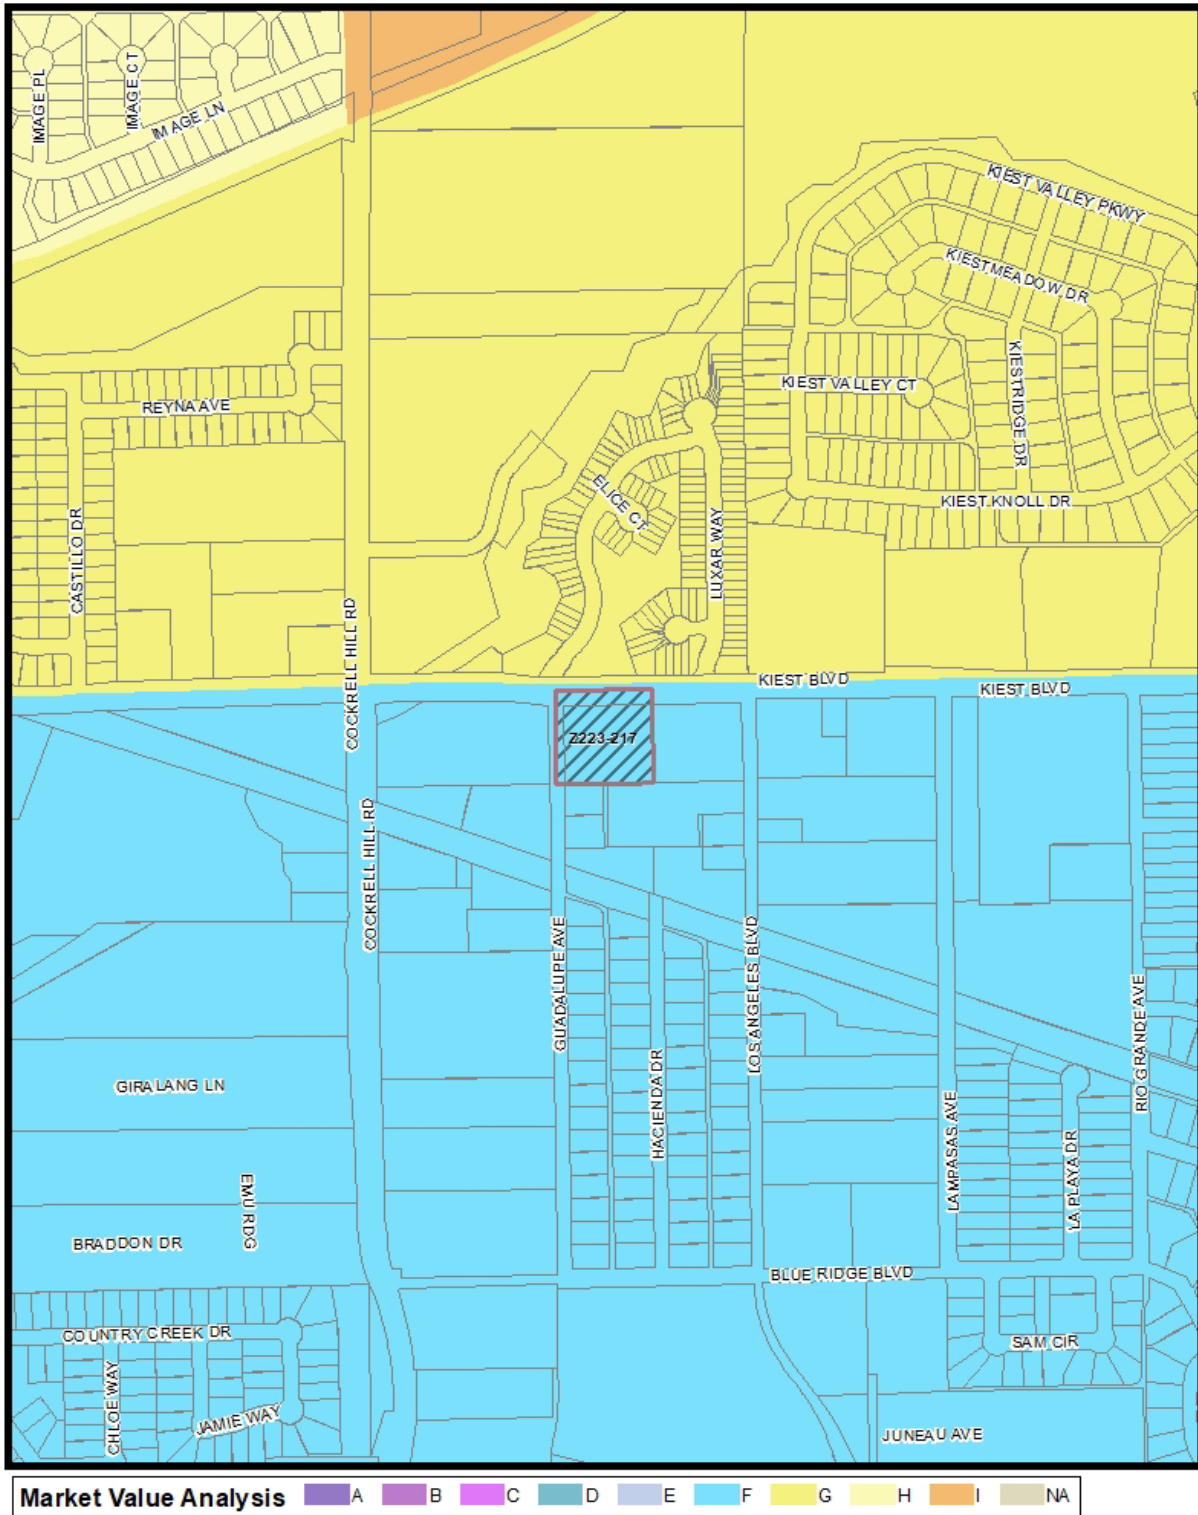 IMAGE PL
IMAGE CT
IMAGE LN
KIEST VALLEY PKWY
KIESTMEADOW DR
KIESTRIDGE DR
KIEST VALLEY CT
REYNA AVE
ELICE CT
KIEST KNOLL DR
CASTILLO DR
LUXAR WAY
COCKRELL HILL RD
KIEST BLVD
KIEST BLVD
Z223-217
COCKRELL HILL RD
GUADALUPE AVE
LOS ANGELES BLVD
RIO GRANDE AVE
HACIENDA DR
GIRALANG LN
LAMPASAS AVE
LA PLAYA DR
EMU RDG
BRADDON DR
BLUE RIDGE BLVD
COUNTRY CREEK DR
SAM CIR
CHLOE WAY
JAMIE WAY
JUNEAU AVE
Market Value Analysis A B C D E F G H I NA